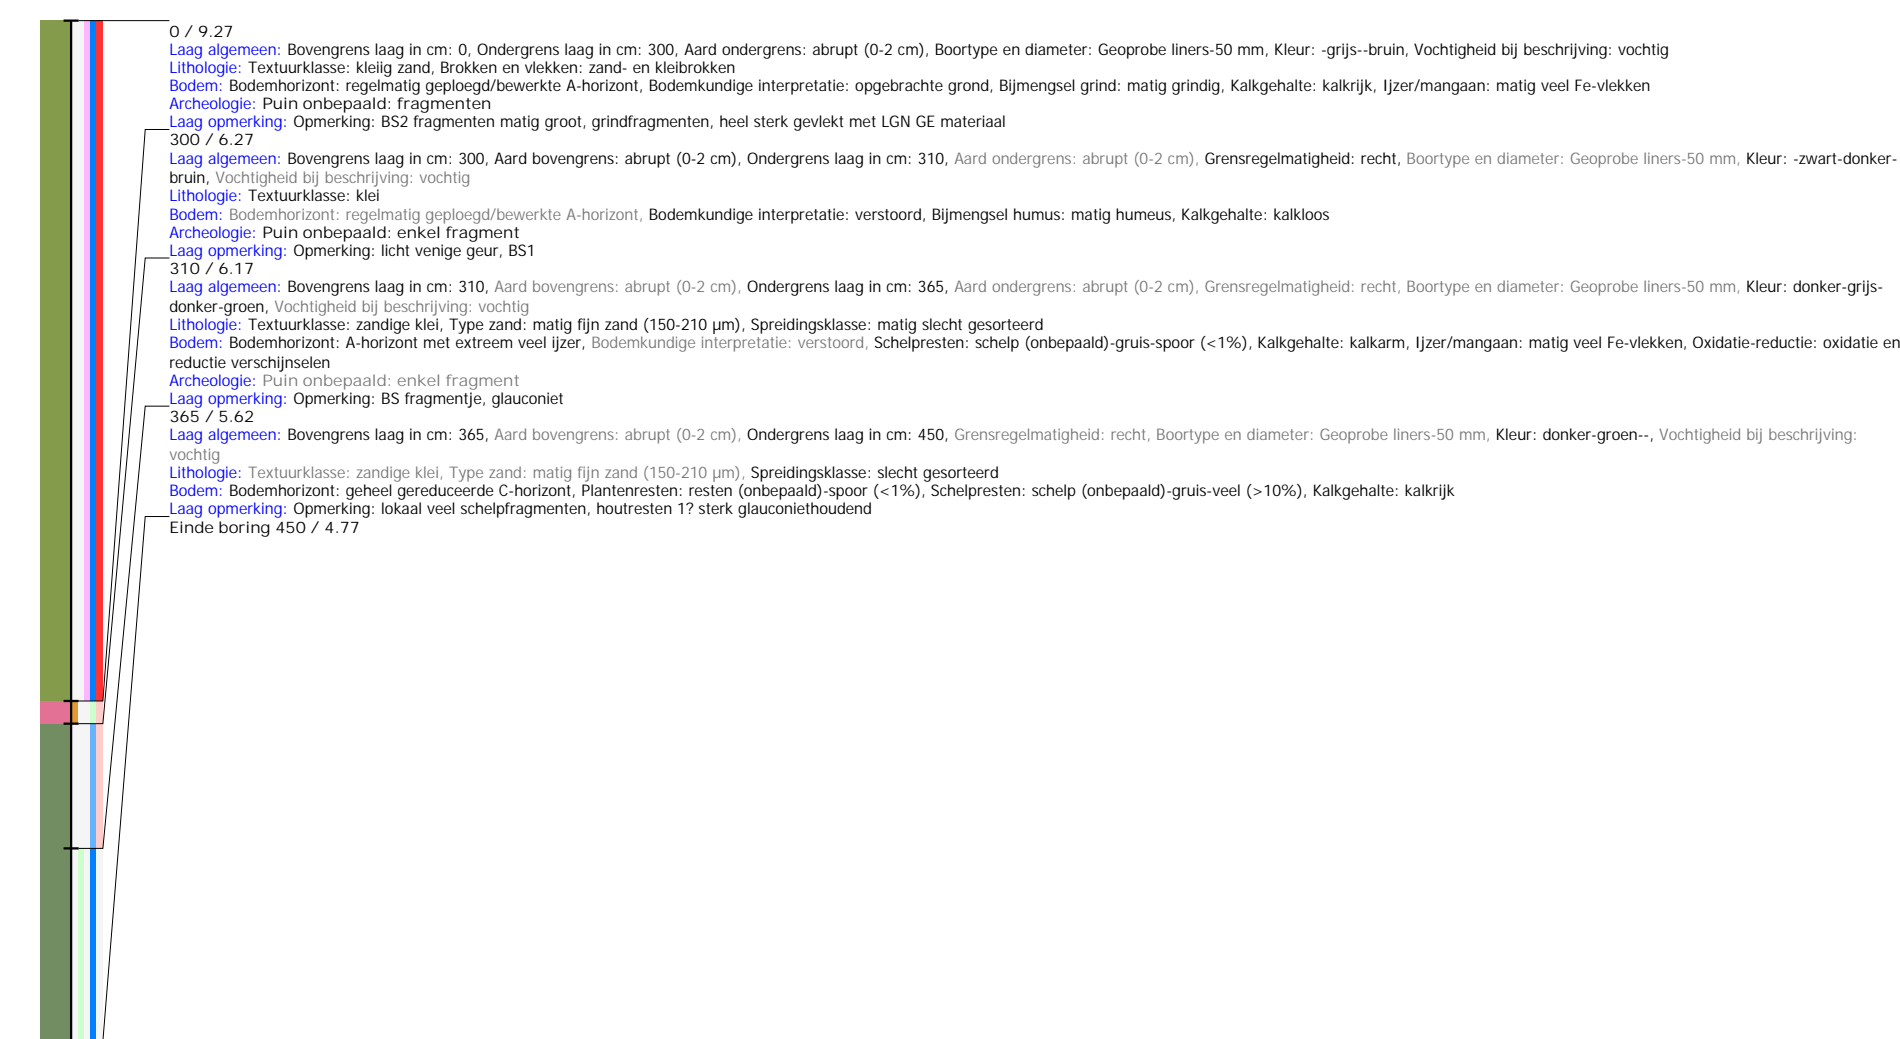 0 / 9.27
Laag algemeen: Bovengrens laag in cm: 0, Ondergrens laag in cm: 300, Aard ondergrens: abrupt (0-2 cm), Boortype en diameter: Geoprobe liners-50 mm, Kleur: -grijs--bruin, Vochtigheid bij beschrijving: vochtig
Lithologie: Textuurklasse: kleiig zand, Brokken en vlekken: zand- en kleibrokken
Bodem: Bodemhorizont: regelmatig geploegd/bewerkte A-horizont, Bodemkundige interpretatie: opgebrachte grond, Bijmengsel grind: matig grindig, Kalkgehalte: kalkrijk, Ijzer/mangaan: matig veel Fe-vlekken
Archeologie: Puin onbepaald: fragmenten
Laag opmerking: Opmerking: BS2 fragmenten matig groot, grindfragmenten, heel sterk gevlekt met LGN GE materiaal
300 / 6.27
Laag algemeen: Bovengrens laag in cm: 300, Aard bovengrens: abrupt (0-2 cm), Ondergrens laag in cm: 310, Aard ondergrens: abrupt (0-2 cm), Grensregelmatigheid: recht, Boortype en diameter: Geoprobe liners-50 mm, Kleur: -zwart-donker-
bruin, Vochtigheid bij beschrijving: vochtig
Lithologie: Textuurklasse: klei
Bodem: Bodemhorizont: regelmatig geploegd/bewerkte A-horizont, Bodemkundige interpretatie: verstoord, Bijmengsel humus: matig humeus, Kalkgehalte: kalkloos
Archeologie: Puin onbepaald: enkel fragment
Laag opmerking: Opmerking: licht venige geur, BS1
310 / 6.17
Laag algemeen: Bovengrens laag in cm: 310, Aard bovengrens: abrupt (0-2 cm), Ondergrens laag in cm: 365, Aard ondergrens: abrupt (0-2 cm), Grensregelmatigheid: recht, Boortype en diameter: Geoprobe liners-50 mm, Kleur: donker-grijs-
donker-groen, Vochtigheid bij beschrijving: vochtig
Lithologie: Textuurklasse: zandige klei, Type zand: matig fijn zand (150-210 µm), Spreidingsklasse: matig slecht gesorteerd
Bodem: Bodemhorizont: A-horizont met extreem veel ijzer, Bodemkundige interpretatie: verstoord, Schelpresten: schelp (onbepaald)-gruis-spoor (<1%), Kalkgehalte: kalkarm, Ijzer/mangaan: matig veel Fe-vlekken, Oxidatie-reductie: oxidatie en
reductie verschijnselen
Archeologie: Puin onbepaald: enkel fragment
Laag opmerking: Opmerking: BS fragmentje, glauconiet
365 / 5.62
Laag algemeen: Bovengrens laag in cm: 365, Aard bovengrens: abrupt (0-2 cm), Ondergrens laag in cm: 450, Grensregelmatigheid: recht, Boortype en diameter: Geoprobe liners-50 mm, Kleur: donker-groen--, Vochtigheid bij beschrijving:
vochtig
Lithologie: Textuurklasse: zandige klei, Type zand: matig fijn zand (150-210 µm), Spreidingsklasse: slecht gesorteerd
Bodem: Bodemhorizont: geheel gereduceerde C-horizont, Plantenresten: resten (onbepaald)-spoor (<1%), Schelpresten: schelp (onbepaald)-gruis-veel (>10%), Kalkgehalte: kalkrijk
Laag opmerking: Opmerking: lokaal veel schelpfragmenten, houtresten 1? sterk glauconiethoudend
Einde boring 450 / 4.77